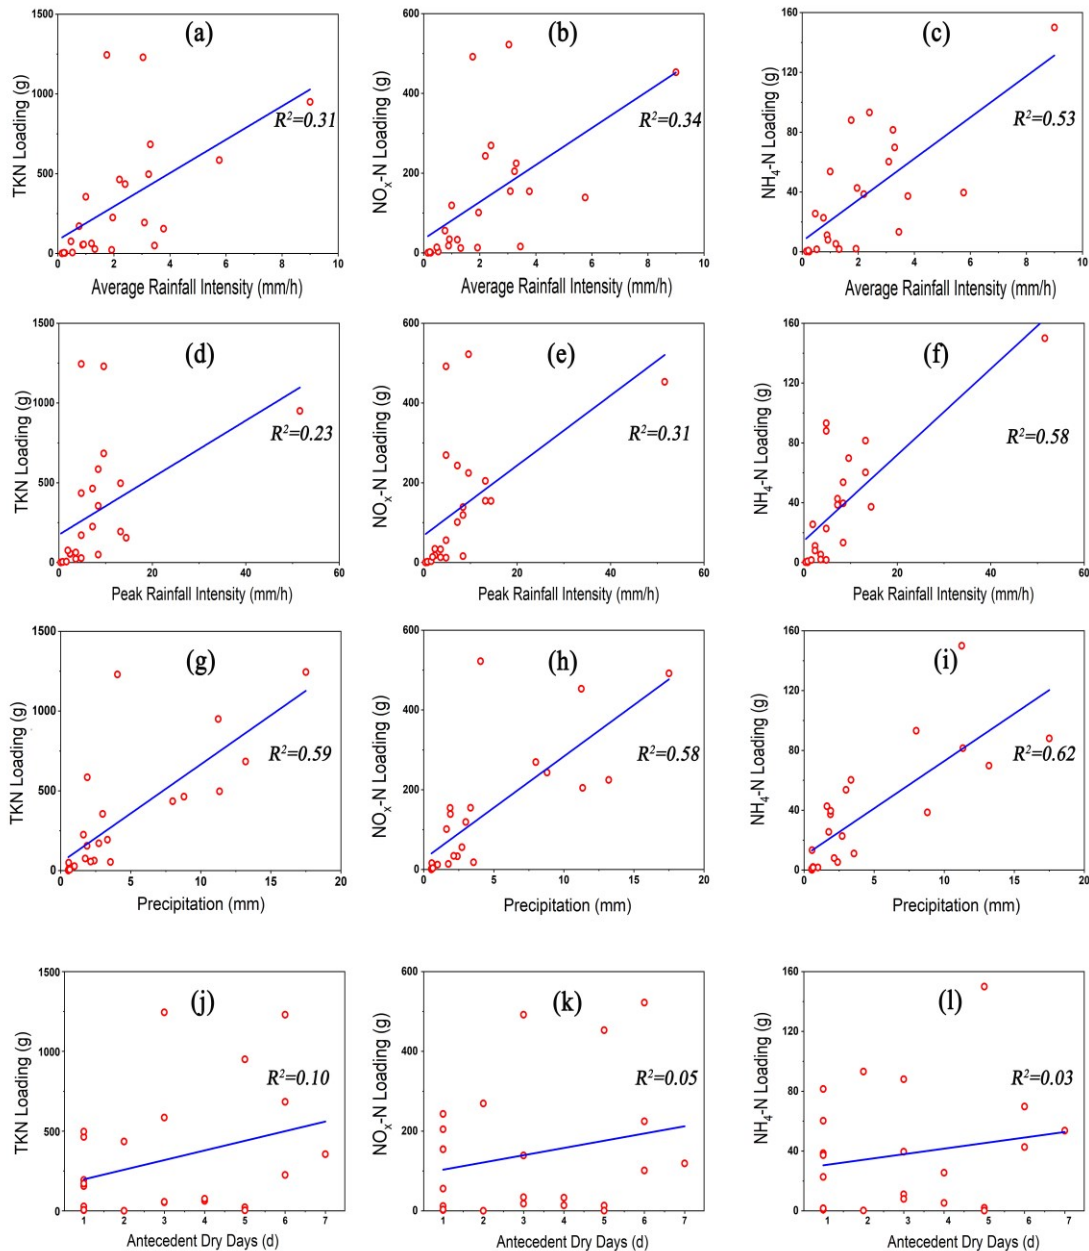 (a)
TKN Loading (g)
1500
1000
500
0
R²=0.31
0 2 4 6 8 10
Average Rainfall Intensity (mm/h)
(b)
NOₓ-N Loading (g)
600
400
200
0
R²=0.34
0 2 4 6 8 10
Average Rainfall Intensity (mm/h)
(c)
NH₄-N Loading (g)
160
120
80
40
0
R²=0.53
0 2 4 6 8 10
Average Rainfall Intensity (mm/h)
(d)
TKN Loading (g)
1500
1000
500
0
R²=0.23
0 20 40 60
Peak Rainfall Intensity (mm/h)
(e)
NOₓ-N Loading (g)
600
400
200
0
R²=0.31
0 20 40 60
Peak Rainfall Intensity (mm/h)
(f)
NH₄-N Loading (g)
160
120
80
40
0
R²=0.58
0 20 40 60
Peak Rainfall Intensity (mm/h)
(g)
TKN Loading (g)
1500
1000
500
0
R²=0.59
0 5 10 15 20
Precipitation (mm)
(h)
NOₓ-N Loading (g)
600
400
200
0
R²=0.58
0 5 10 15 20
Precipitation (mm)
(i)
NH₄-N Loading (g)
160
120
80
40
0
R²=0.62
0 5 10 15 20
Precipitation (mm)
(j)
TKN Loading (g)
1500
1000
500
0
R²=0.10
1 2 3 4 5 6 7
Antecedent Dry Days (d)
(k)
NOₓ-N Loading (g)
600
400
200
0
R²=0.05
1 2 3 4 5 6 7
Antecedent Dry Days (d)
(l)
NH₄-N Loading (g)
160
120
80
40
0
R²=0.03
1 2 3 4 5 6 7
Antecedent Dry Days (d)